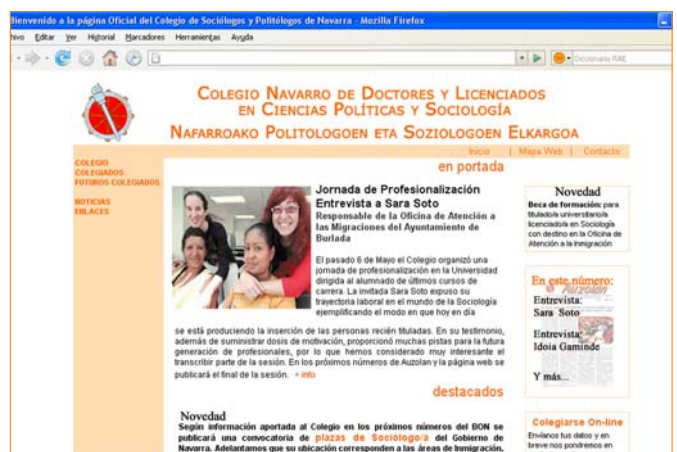 Bienvenido a la página Oficial del Colegio de Sociólogos y Politólogos de Navarra - Mozilla Firefox
Editar Ver Historial Marcadores Herramientas Ayuda
Diccionario RAE
COLEGIO NAVARRO DE DOCTORES Y LICENCIADOS
EN CIENCIAS POLÍTICAS Y SOCIOLOGÍA
NAFARROAKO POLITOLOGOEN ETA SOZIOLOGOEN ELKARGOA
Inicio | Mapa Web | Contacto
COLEGIO
COLEGIADOS
FUTUROS COLEGIADOS
NOTICIAS
ENLACES
en portada
Jornada de Profesionalización
Entrevista a Sara Soto
Responsable de la Oficina de Atención a
las Migraciones del Ayuntamiento de
Burlada
El pasado 6 de Mayo el Colegio organizó una
jornada de profesionalización en la Universidad
dirigida al alumnado de últimos cursos de
carrera. La invitada Sara Soto expuso su
trayectoria laboral en el mundo de la Sociología
ejemplificando el modo en que hoy en día
se está produciendo la inserción de las personas recién tituladas. En su testimonio,
además de suministrar dosis de motivación, proporcionó muchas pistas para la futura
generación de profesionales, por lo que hemos considerado muy interesante el
transcribir parte de la sesión. En los próximos números de Auzolan y la página web se
publicará el final de la sesión. + info
destacados
Novedad
Según información aportada al Colegio en los próximos números del BON se
publicará una convocatoria de plazas de Sociólogo/a del Gobierno de
Navarra. Adelantamos que su ubicación corresponden a las áreas de Inmigración,
Novedad
Beca de formación: para
titulado/a universitario/a
licenciado/a en Sociología
con destino en la Oficina de
Atención a la Inmigración
En este número:
Auzolan
Entrevista:
Sara Soto
Entrevista:
Idoia Gaminde
Y más...
Colegiarse On-line
Envíanos tus datos y en
breve nos pondremos en